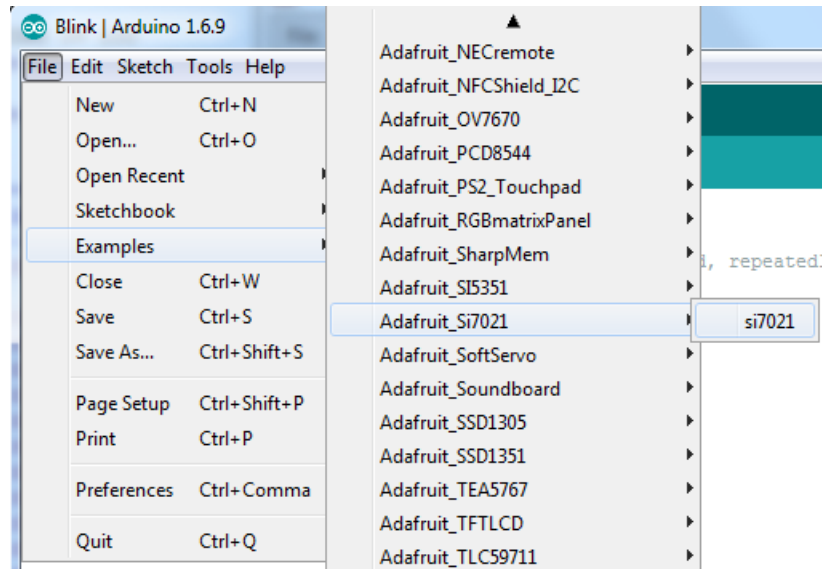 Blink | Arduino 1.6.9
File Edit Sketch Tools Help
New Ctrl+N
Open... Ctrl+O
Open Recent
Sketchbook
Examples
Close Ctrl+W
Save Ctrl+S
Save As... Ctrl+Shift+S
Page Setup Ctrl+Shift+P
Print Ctrl+P
Preferences Ctrl+Comma
Quit Ctrl+Q
Adafruit_NECremote
Adafruit_NFCShield_I2C
Adafruit_OV7670
Adafruit_PCD8544
Adafruit_PS2_Touchpad
Adafruit_RGBmatrixPanel
Adafruit_SharpMem
Adafruit_SI5351
Adafruit_Si7021
Adafruit_SoftServo
Adafruit_Soundboard
Adafruit_SSD1305
Adafruit_SSD1351
Adafruit_TEA5767
Adafruit_TFTLCD
Adafruit_TLC59711
si7021
, repeatedl